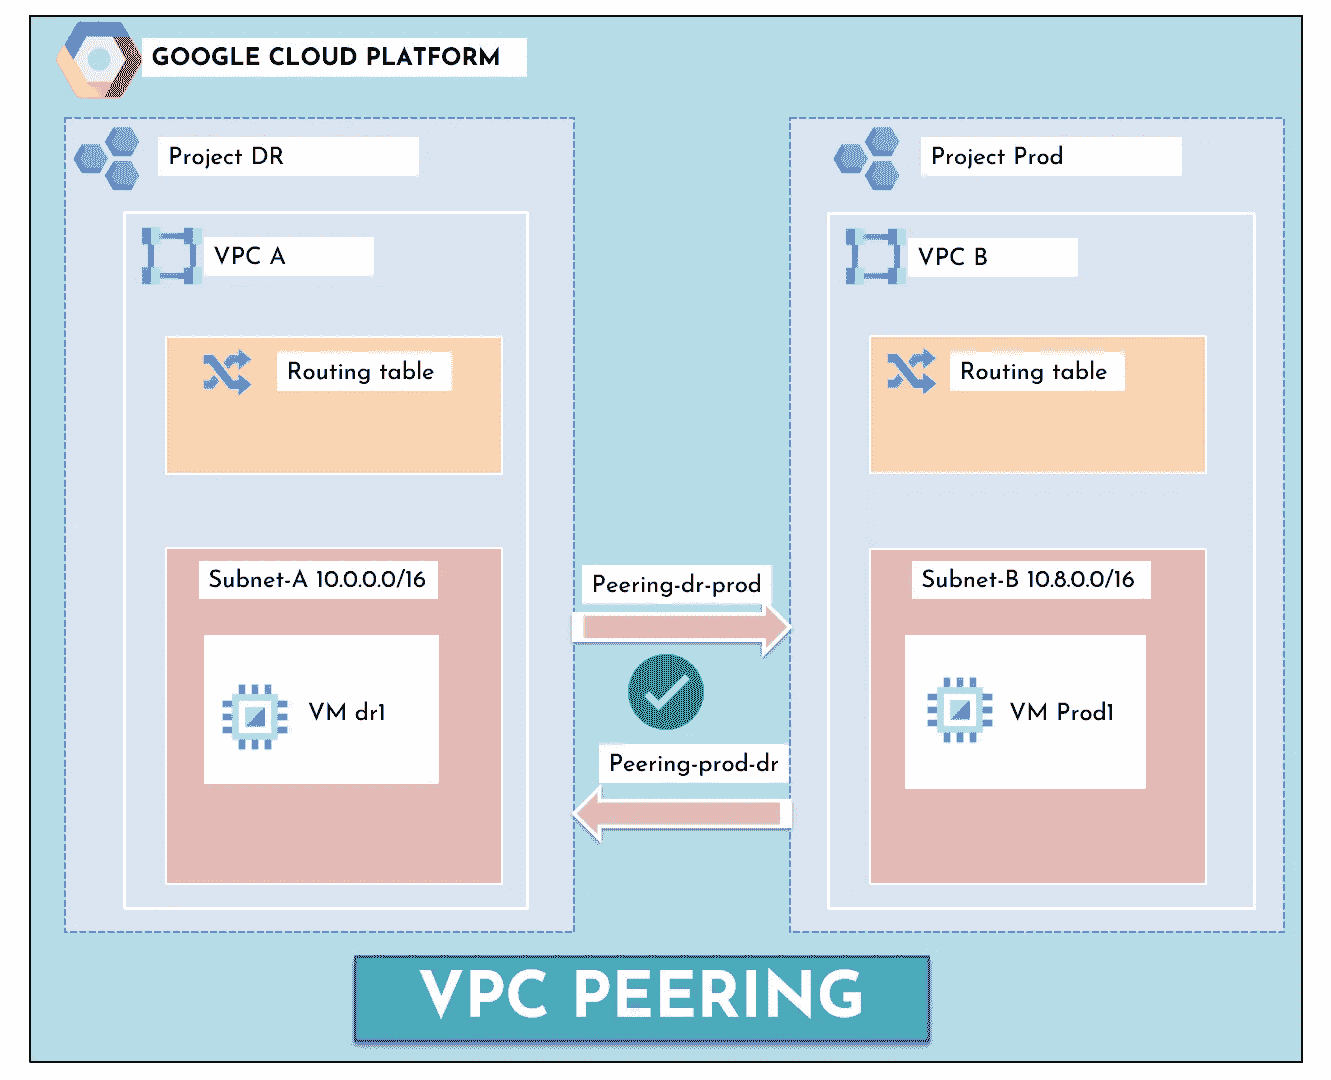 GOOGLE CLOUD PLATFORM
Project DR
VPC A
Routing table
Subnet-A 10.0.0.0/16
VM dr1
Peering-dr-prod
Peering-prod-dr
Project Prod
VPC B
Routing table
Subnet-B 10.8.0.0/16
VM Prod1
VPC PEERING